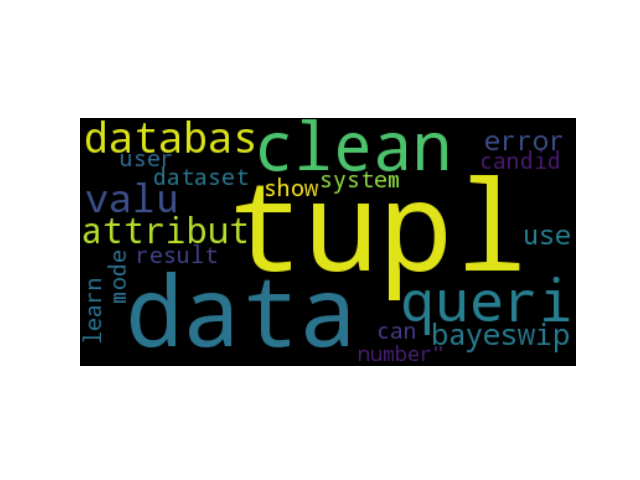 databas
clean
error
user
candid
dataset
show
system
valu
tupl
attribut
use
result
mode
learn
data
queri
can
bayeswip
number"